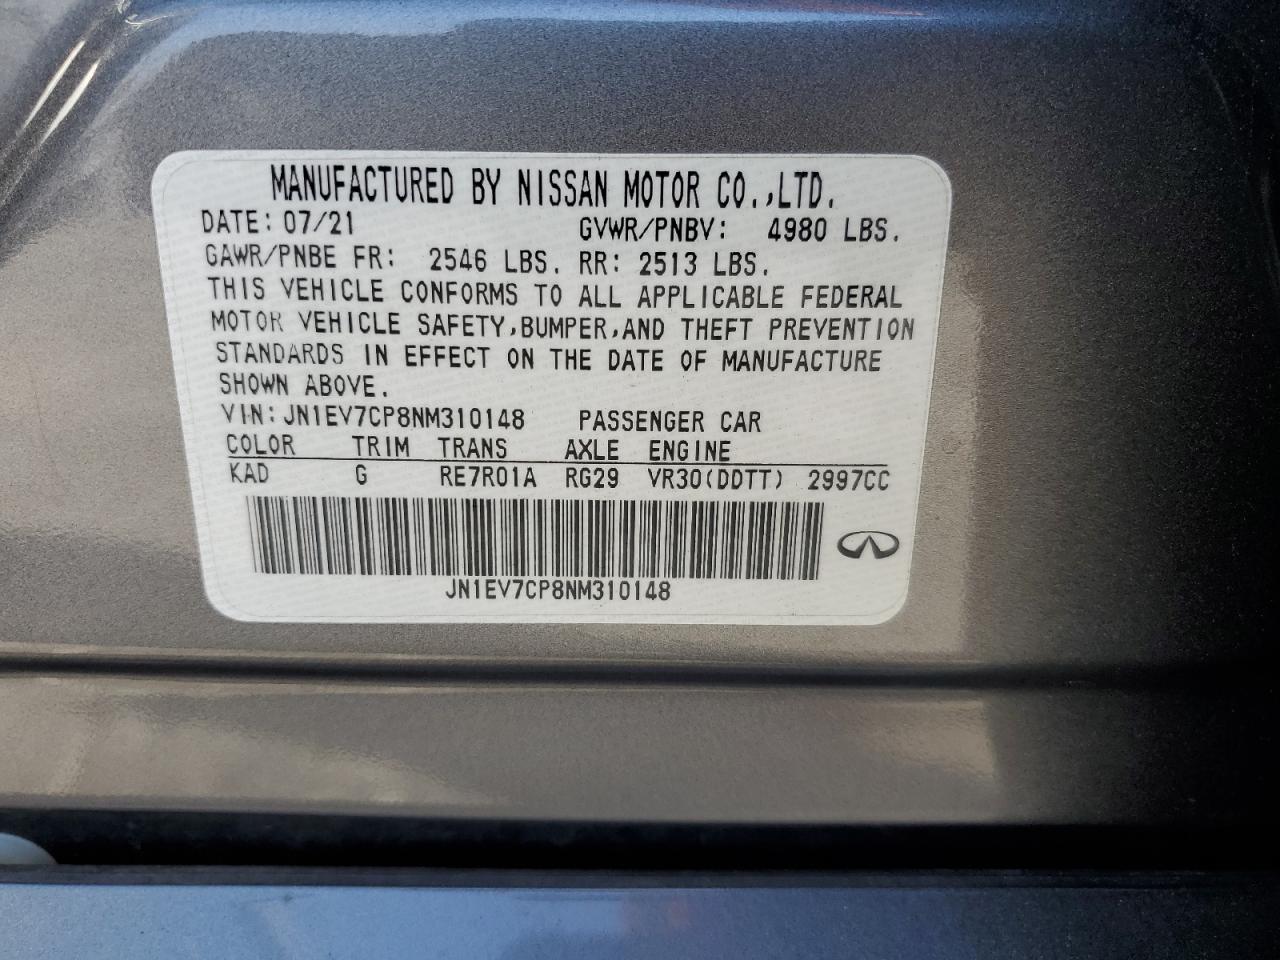 MANUFACTURED BY NISSAN MOTOR CO.,LTD.
DATE: 07/21 GVWR/PNBV: 4980 LBS.
GAWR/PNBE FR: 2546 LBS. RR: 2513 LBS.
THIS VEHICLE CONFORMS TO ALL APPLICABLE FEDERAL
MOTOR VEHICLE SAFETY,BUMPER,AND THEFT PREVENTION
STANDARDS IN EFFECT ON THE DATE OF MANUFACTURE
SHOWN ABOVE.
VIN: JN1EV7CP8NM310148 PASSENGER CAR
COLOR TRIM TRANS AXLE ENGINE
KAD G RE7R01A RG29 VR30(DDTT) 2997CC
JN1EV7CP8NM310148